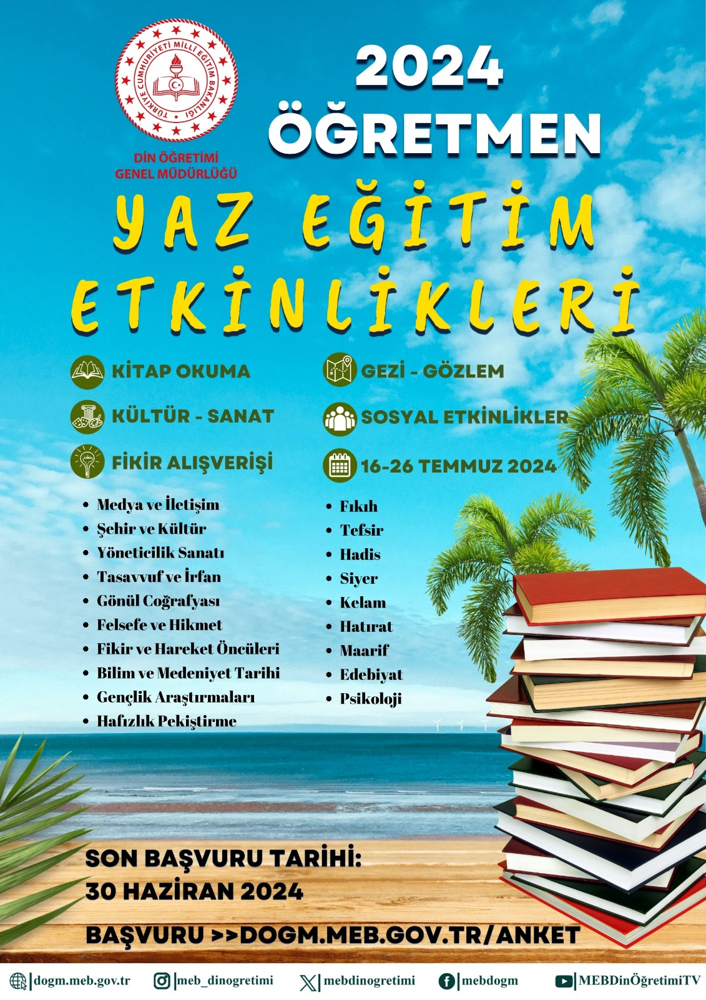 TÜRKİYE CUMHURİYETİ MİLLİ EĞİTİM BAKANLIĞI
DİN ÖĞRETİMİ
GENEL MÜDÜRLÜĞÜ
2024
ÖĞRETMEN
YAZ EĞİTİM
ETKİNLİKLERİ
KİTAP OKUMA
KÜLTÜR - SANAT
FİKİR ALIŞVERİŞİ
GEZİ - GÖZLEM
SOSYAL ETKİNLİKLER
16-26 TEMMUZ 2024
• Medya ve İletişim
• Şehir ve Kültür
• Yöneticilik Sanatı
• Tasavvuf ve İrfan
• Gönül Coğrafyası
• Felsefe ve Hikmet
• Fikir ve Hareket Öncüleri
• Bilim ve Medeniyet Tarihi
• Gençlik Araştırmaları
• Hafızlık Pekiştirme
• Fıkıh
• Tefsir
• Hadis
• Siyer
• Kelam
• Hatırat
• Maarif
• Edebiyat
• Psikoloji
SON BAŞVURU TARİHİ:
30 HAZİRAN 2024
BAŞVURU >>DOGM.MEB.GOV.TR/ANKET
dogm.meb.gov.tr
meb_dinogretimi
mebdinogretimi
mebdogm
MEBDinÖğretimiTV